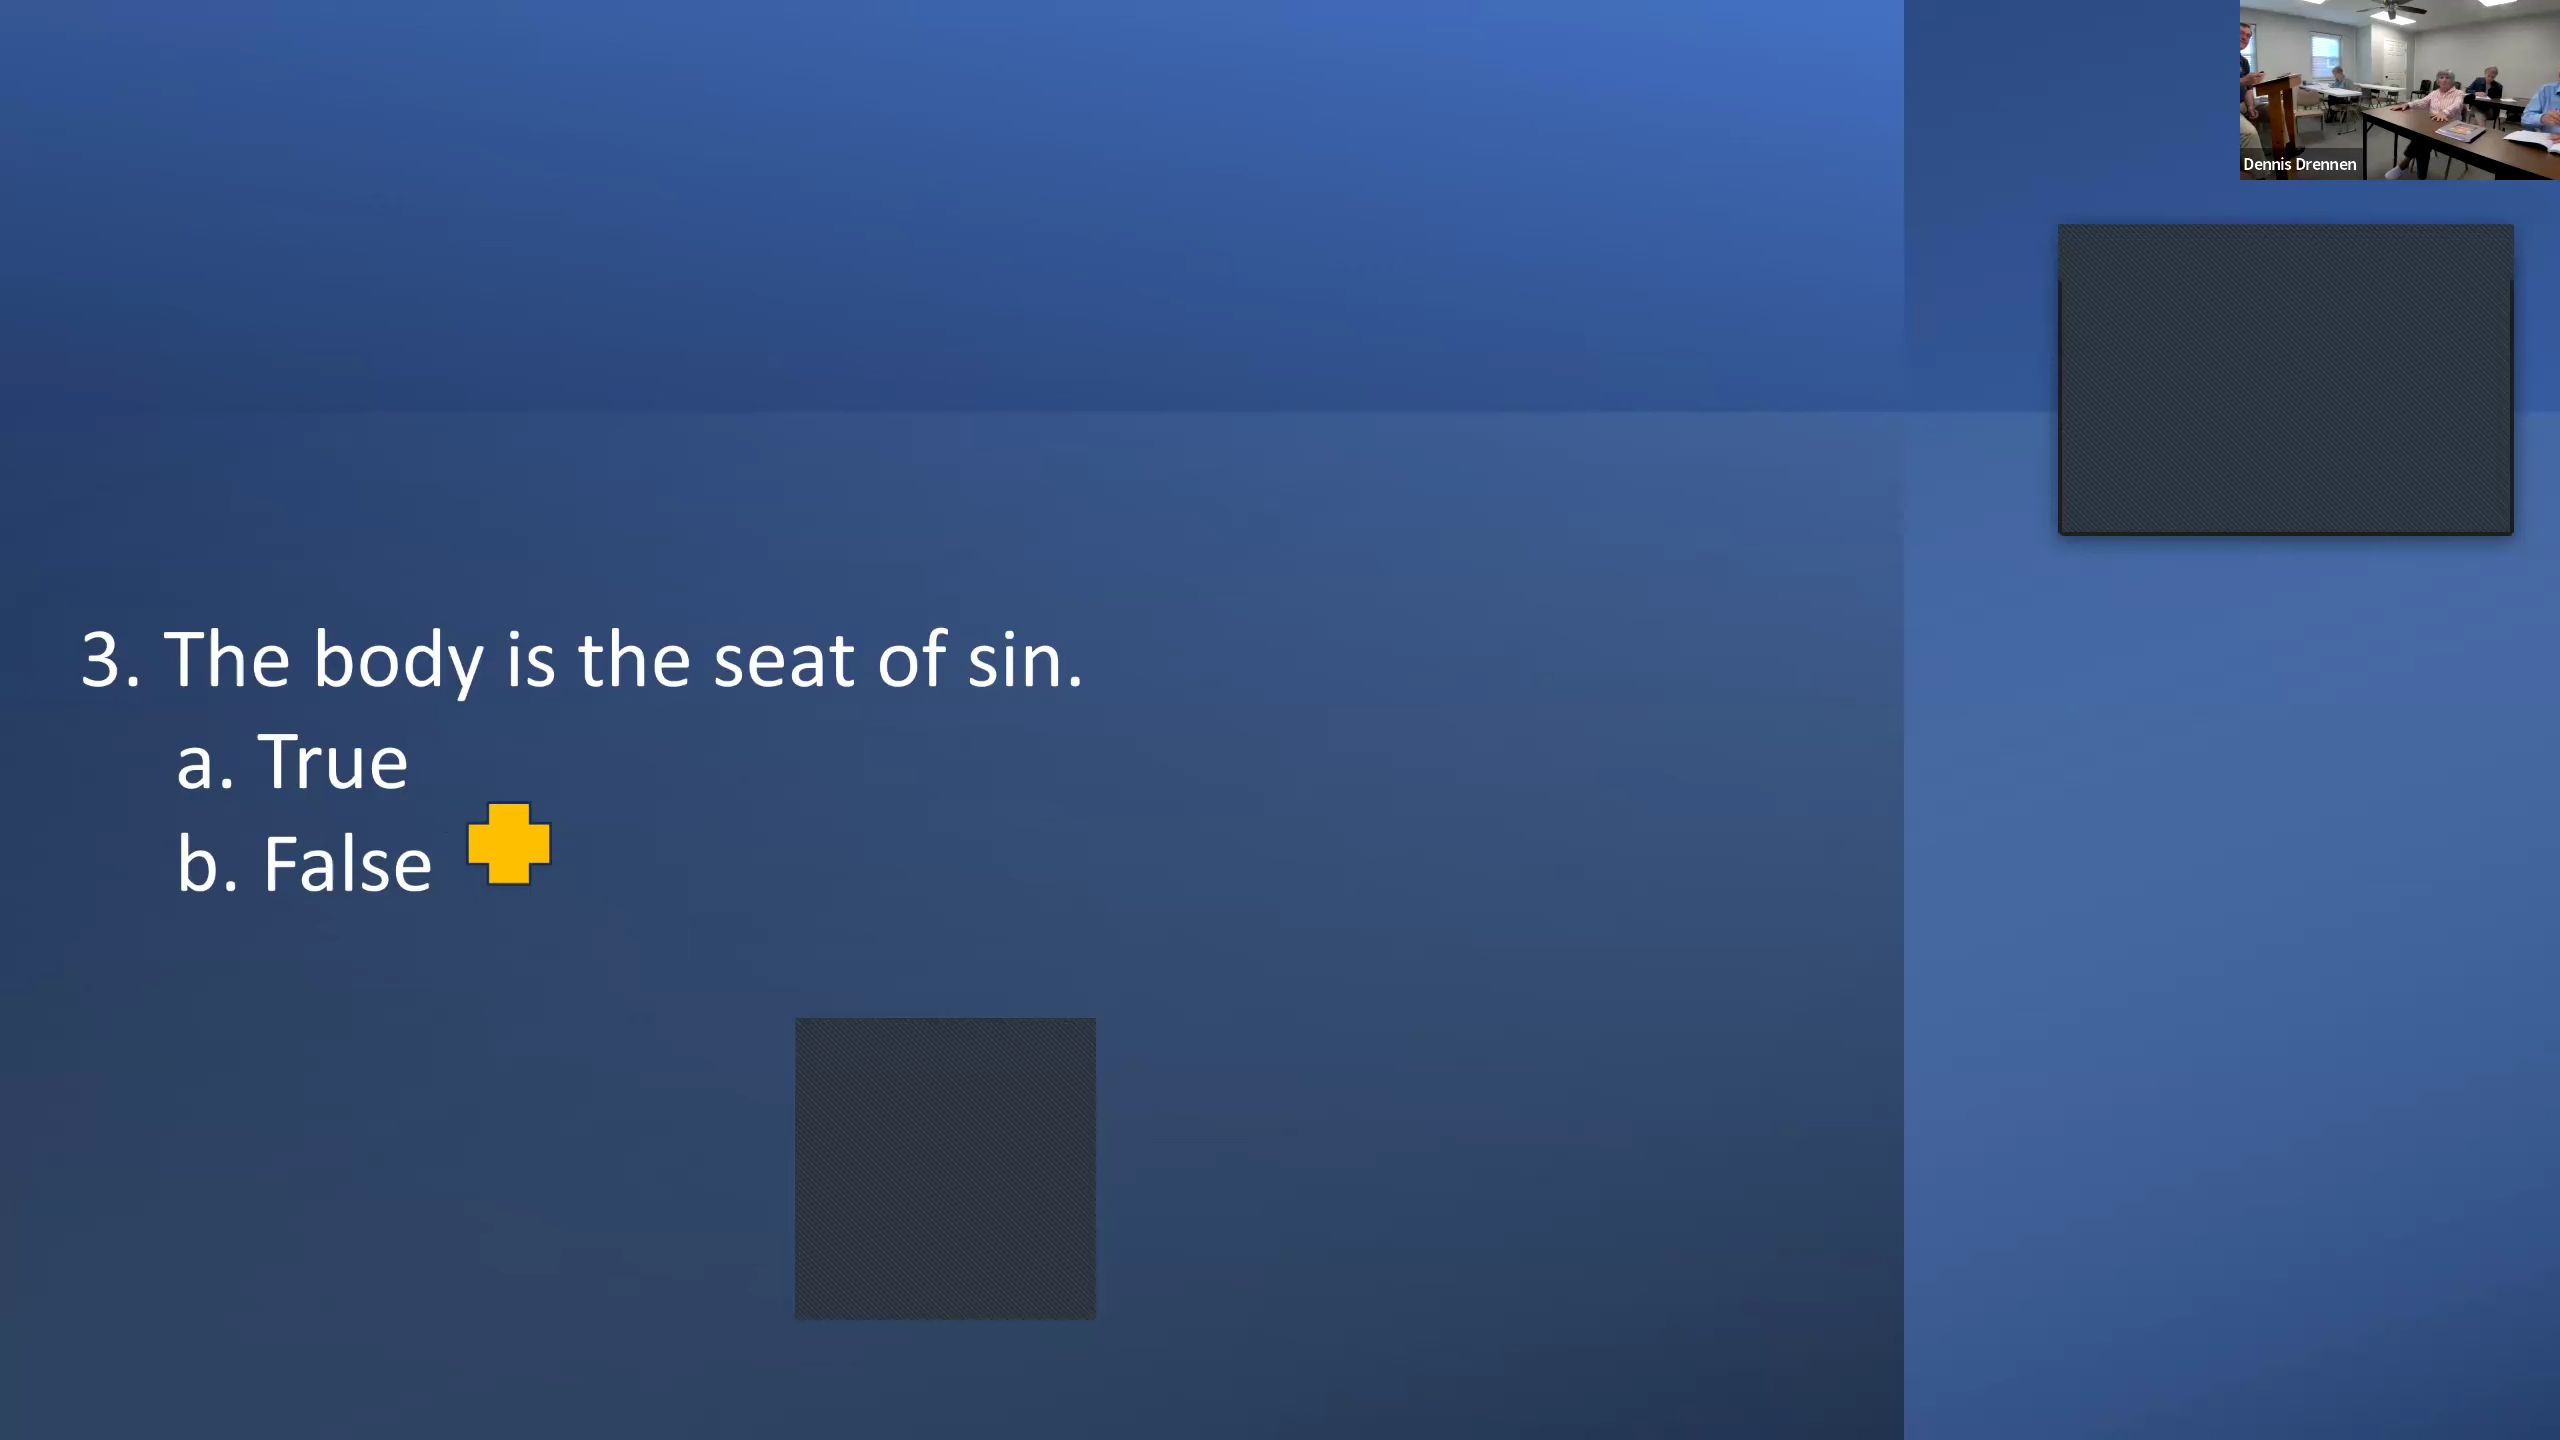 Dennis Drennen
3. The body is the seat of sin.
a. True
b. False